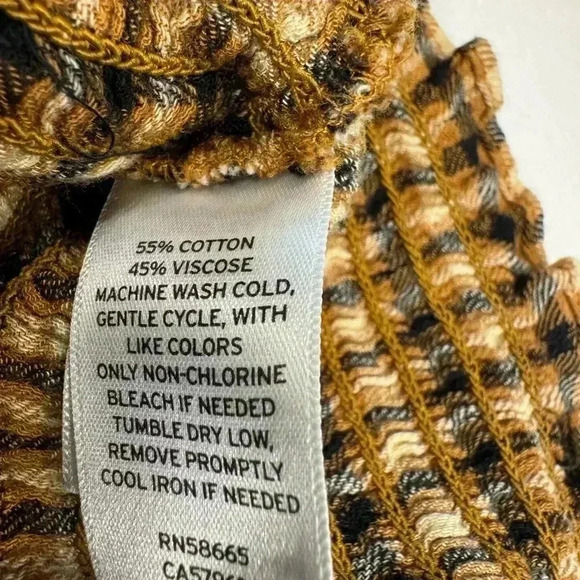 55% COTTON
45% VISCOSE
MACHINE WASH COLD,
GENTLE CYCLE, WITH
LIKE COLORS
ONLY NON-CHLORINE
BLEACH IF NEEDED
TUMBLE DRY LOW,
REMOVE PROMPTLY
COOL IRON IF NEEDED
RN58665